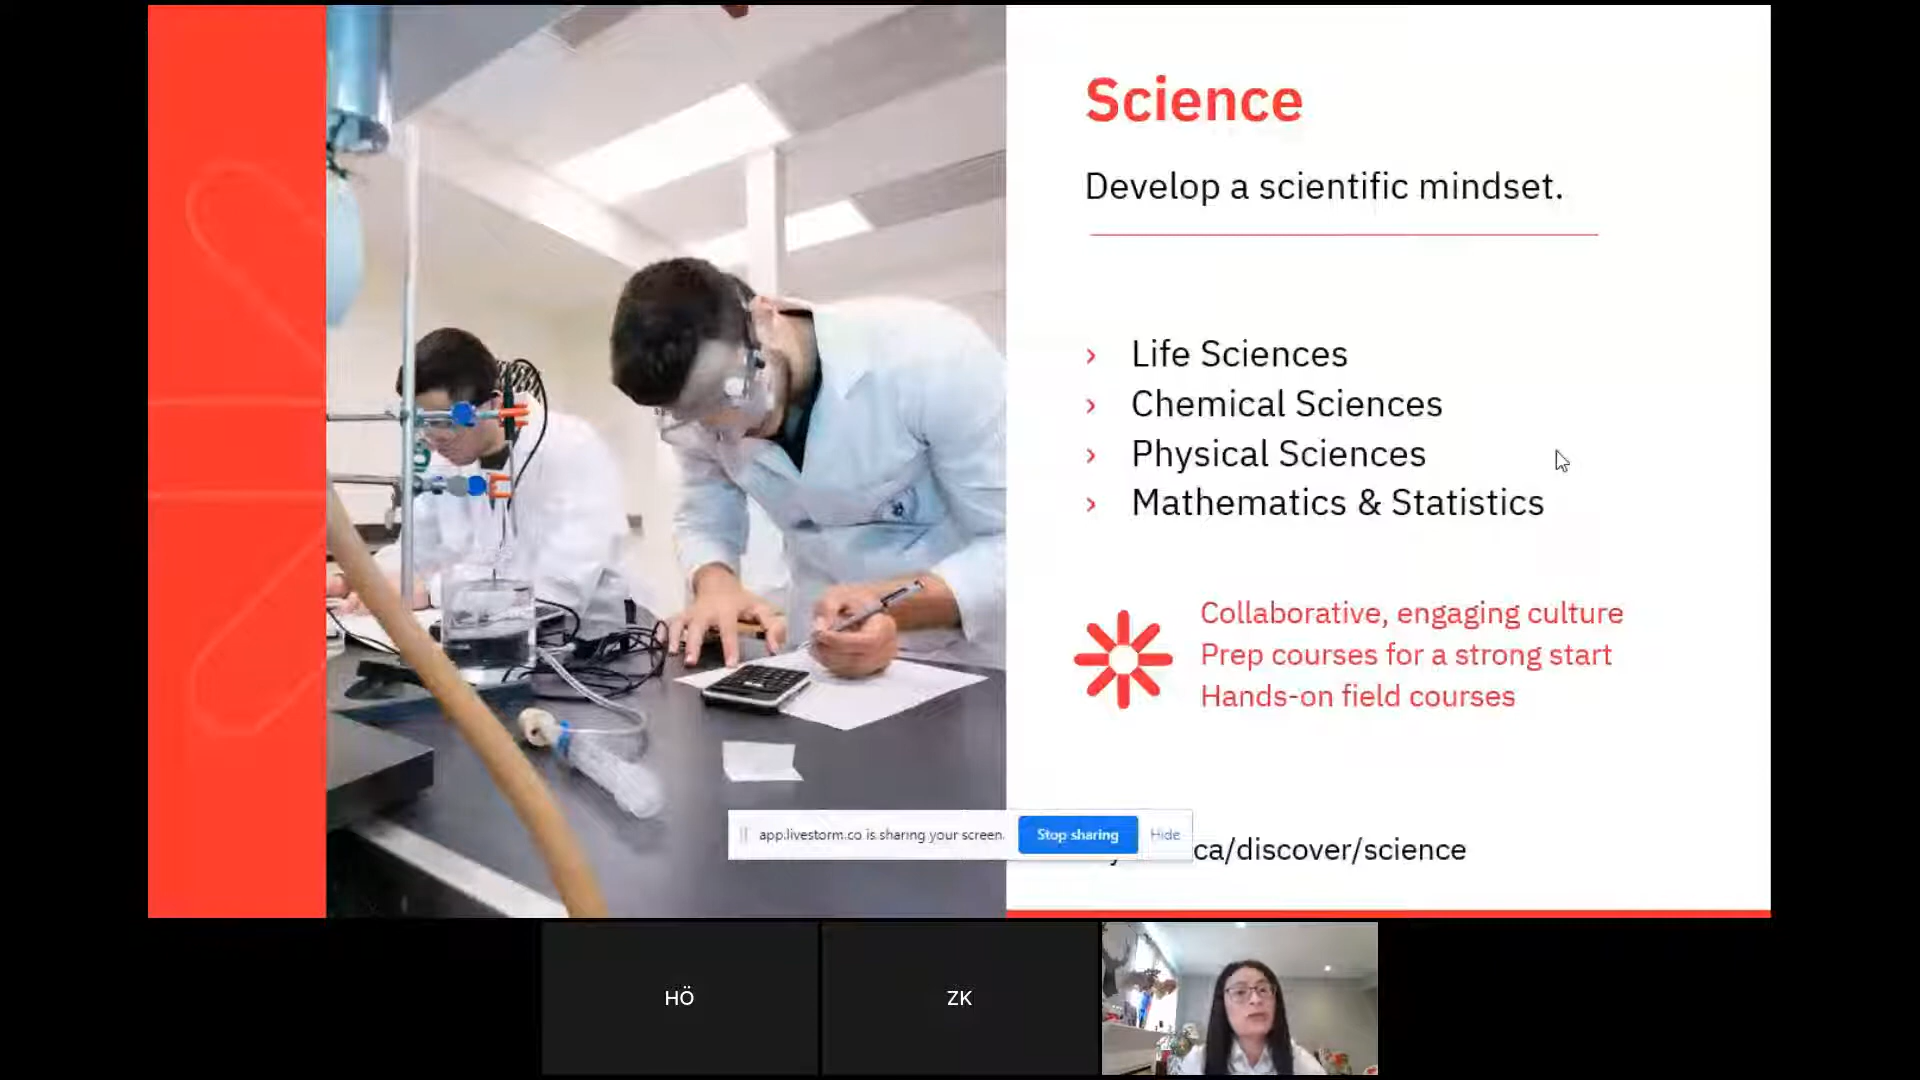 Science
Develop a scientific mindset.
› Life Sciences
› Chemical Sciences
› Physical Sciences
› Mathematics & Statistics
Collaborative, engaging culture
Prep courses for a strong start
Hands-on field courses
app.livestorm.co is sharing your screen.
Stop sharing
Hide
ca/discover/science
HÖ
ZK